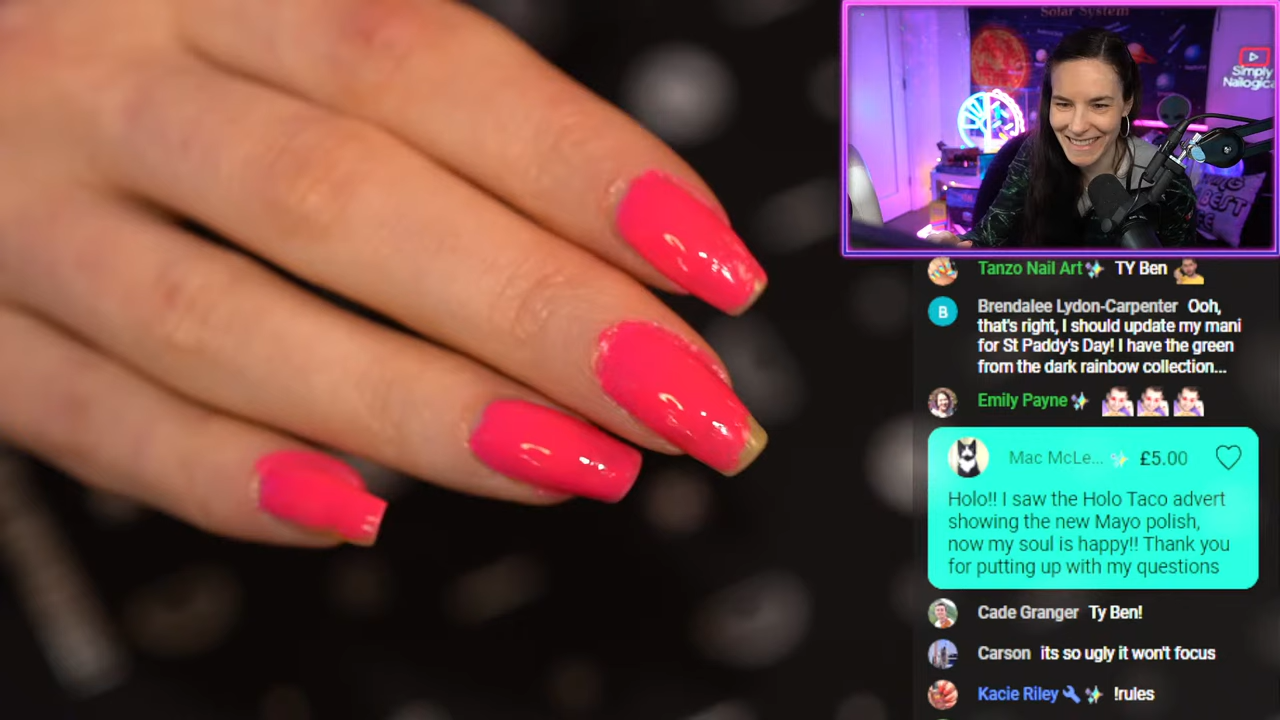 Solar System
Simply
Nailogical
BEST
Tanzo Nail Art TY Ben
B Brendalee Lydon-Carpenter Ooh,
that's right, I should update my mani
for St Paddy's Day! I have the green
from the dark rainbow collection...
Emily Payne
Mac McLe... £5.00
Holo!! I saw the Holo Taco advert
showing the new Mayo polish,
now my soul is happy!! Thank you
for putting up with my questions
Cade Granger Ty Ben!
Carson its so ugly it won't focus
Kacie Riley !rules